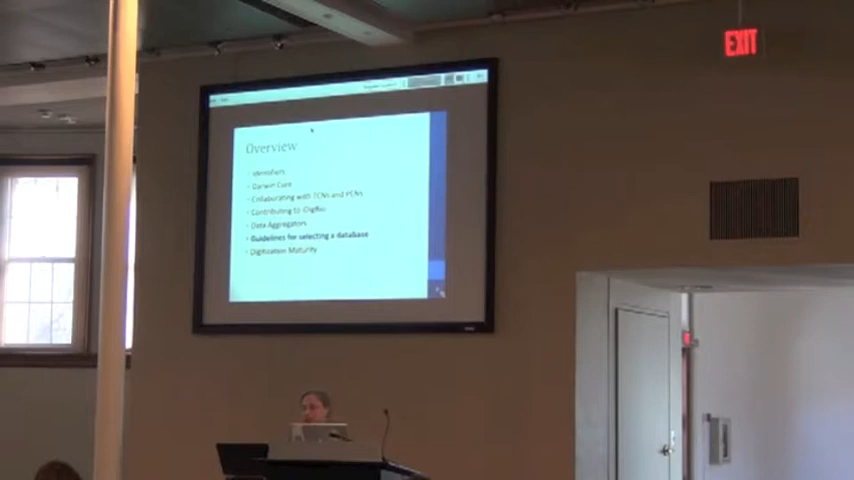 Overview
Identifiers
Darwin Core
Collaborating with TCNs and PENs
Contributing to iDigBio
Data Aggregators
Guidelines for selecting a database
Digitization Maturity
EXIT